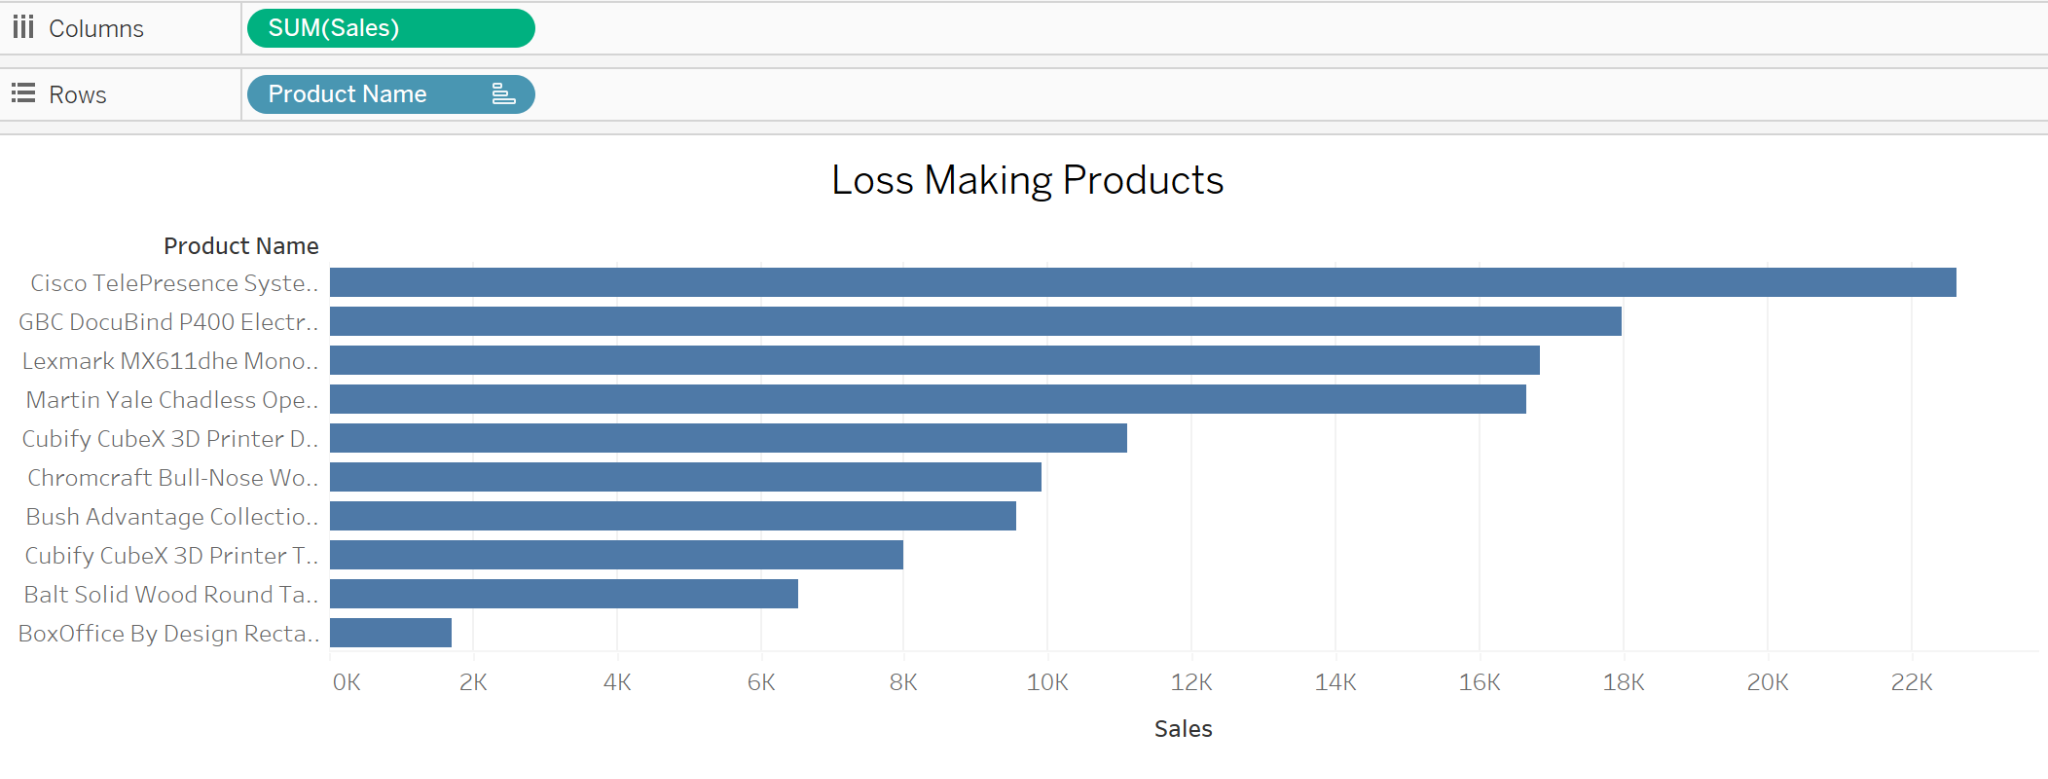 Columns SUM(Sales)
Rows Product Name
Loss Making Products
Product Name
Cisco TelePresence Syste..
GBC DocuBind P400 Electr..
Lexmark MX611dhe Mono..
Martin Yale Chadless Ope..
Cubify CubeX 3D Printer D..
Chromcraft Bull-Nose Wo..
Bush Advantage Collectio..
Cubify CubeX 3D Printer T..
Balt Solid Wood Round Ta..
BoxOffice By Design Recta..
0K 2K 4K 6K 8K 10K 12K 14K 16K 18K 20K 22K
Sales